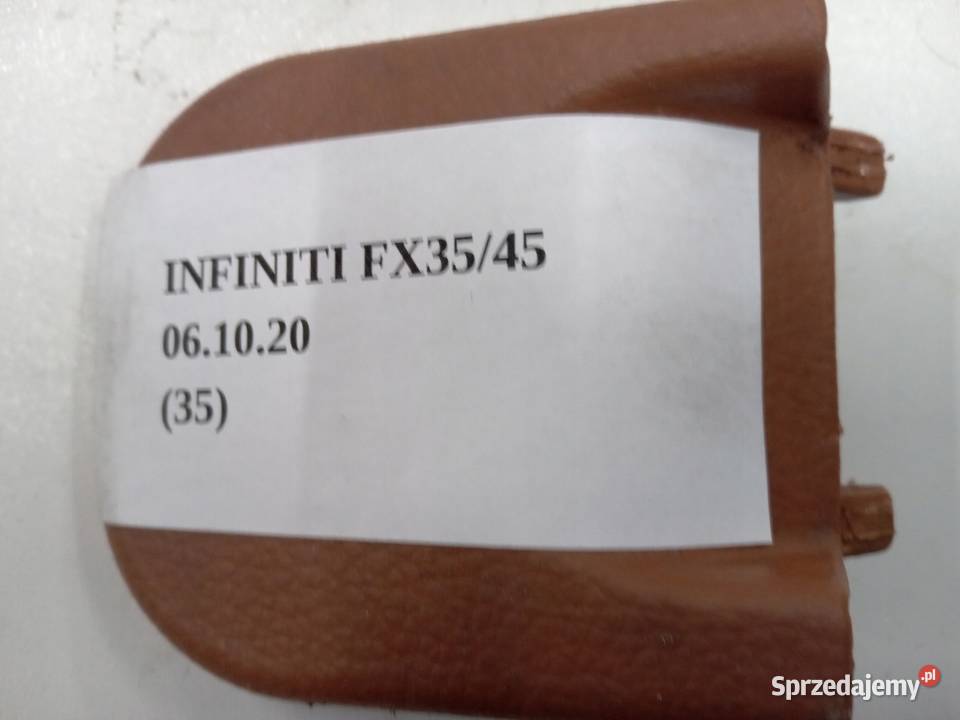 INFINITI FX35/45
06.10.20
(35)
Sprzedajemy.pl